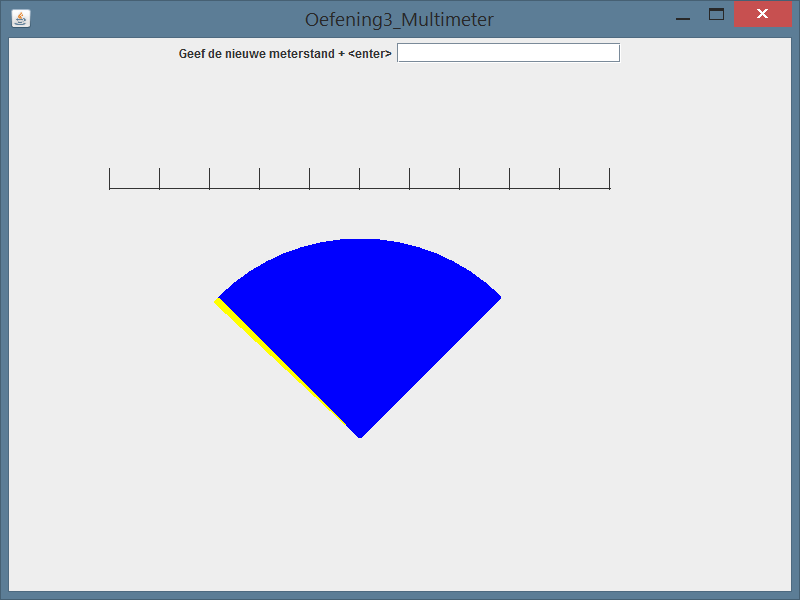 Oefening3_Multimeter
Geef de nieuwe meterstand + <enter>